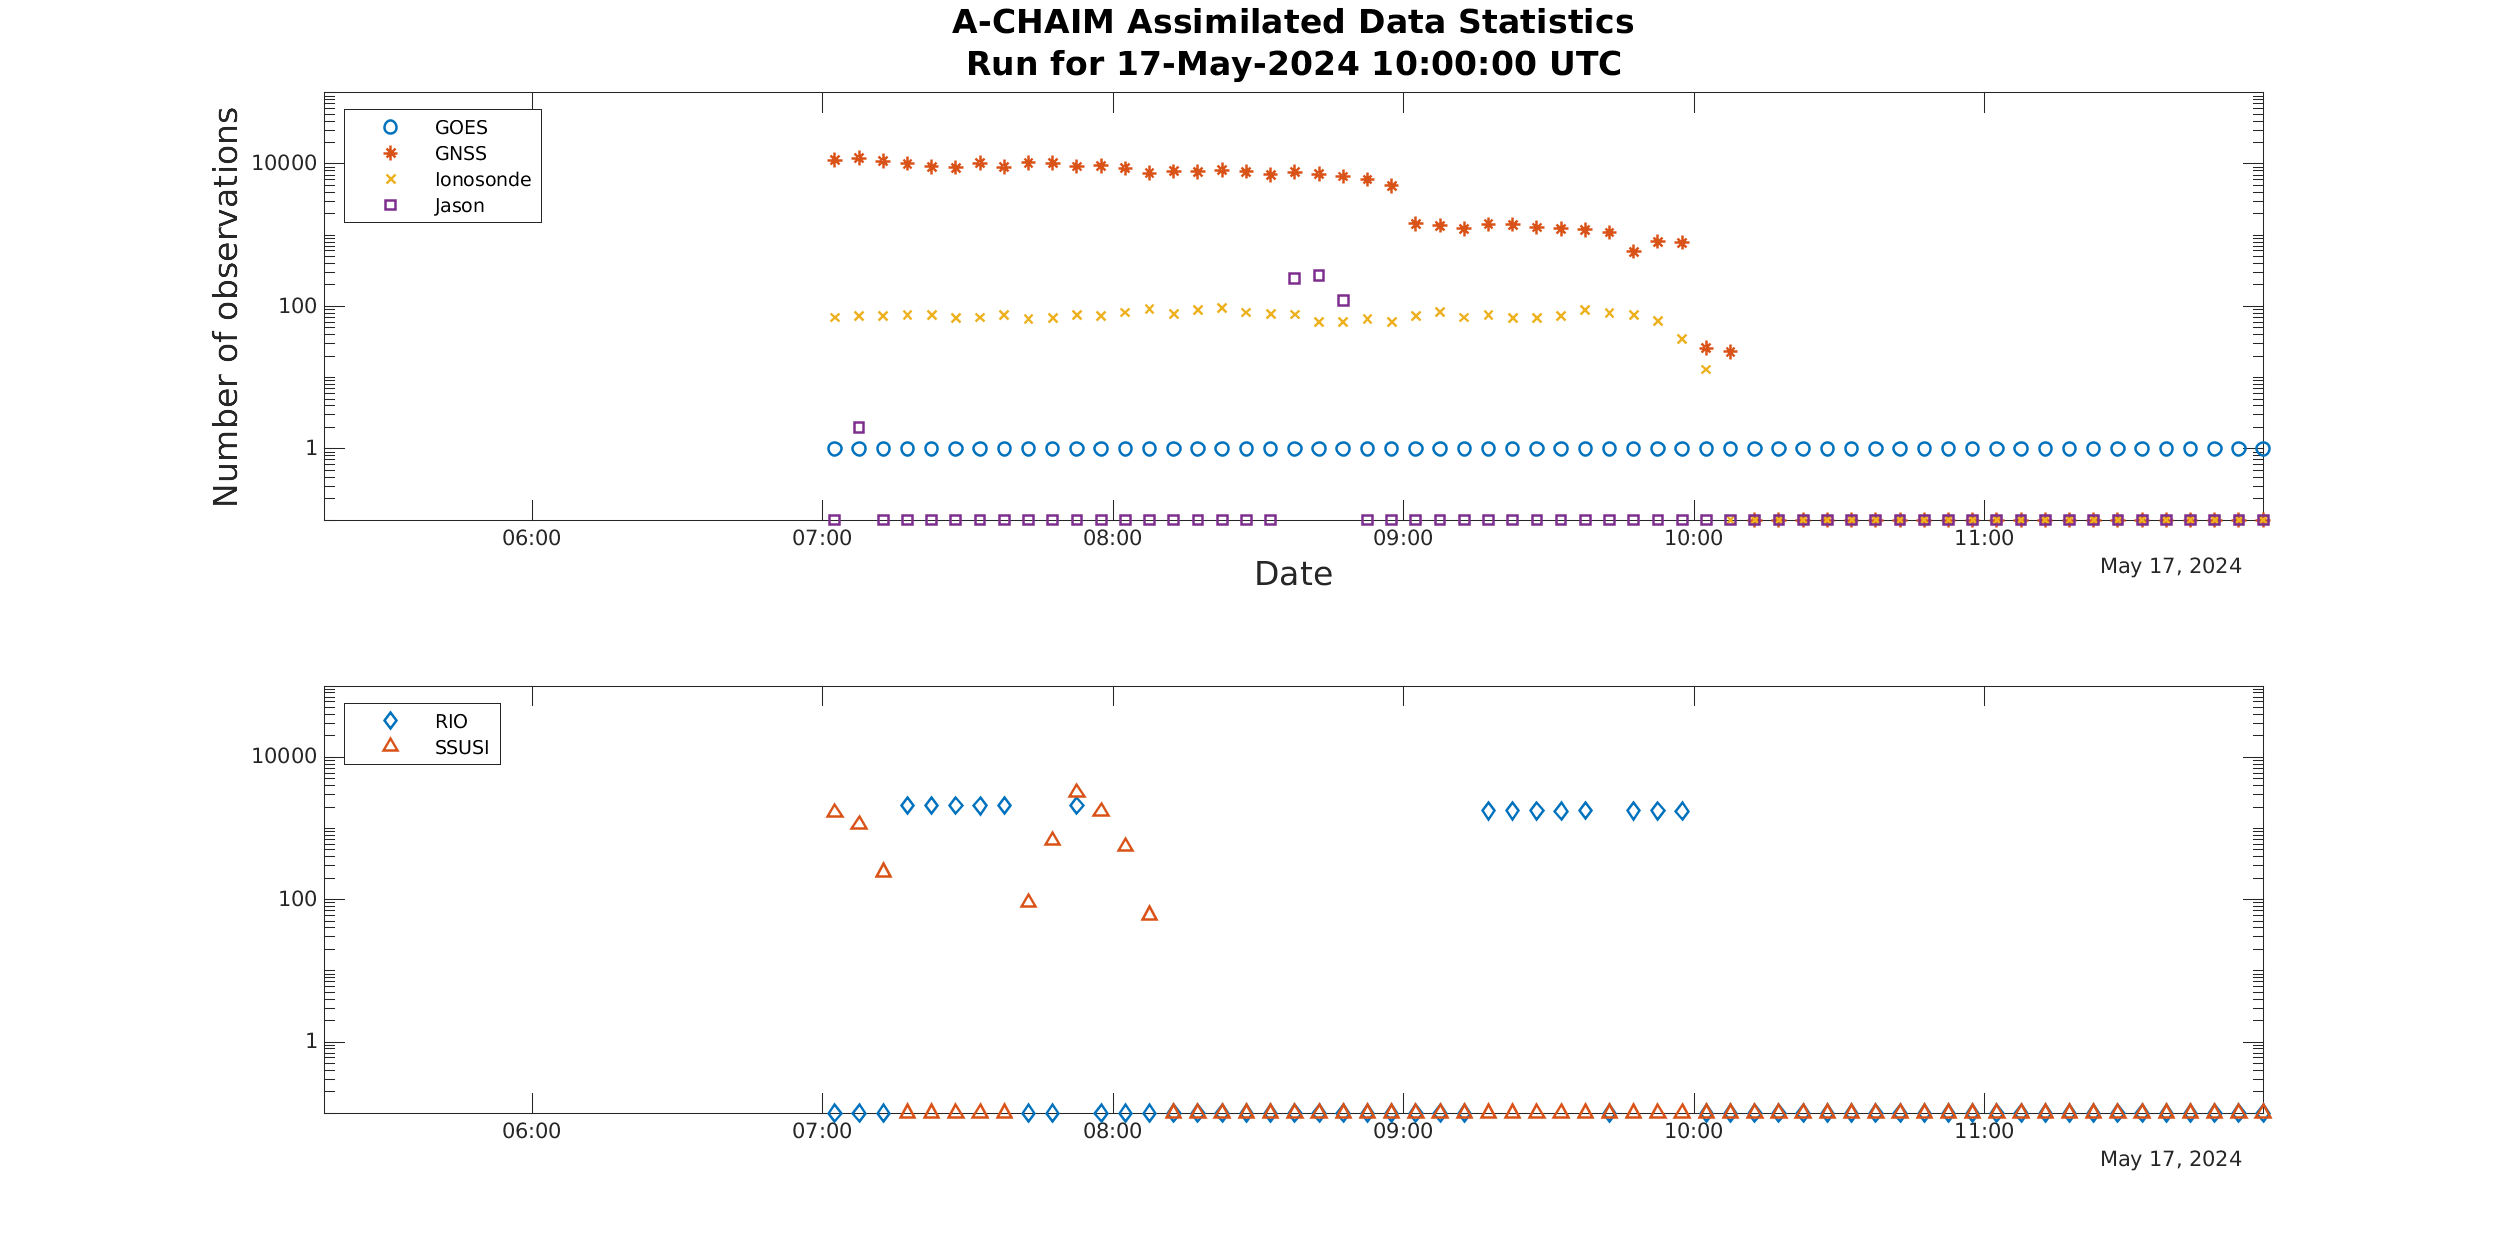 A-CHAIM Assimilated Data Statistics
Run for 17-May-2024 10:00:00 UTC
Number of observations
10000
100
1
GOES
GNSS
Ionosonde
Jason
06:00 07:00 08:00 09:00 10:00 11:00
Date
May 17, 2024
10000
100
1
RIO
SSUSI
06:00 07:00 08:00 09:00 10:00 11:00
May 17, 2024